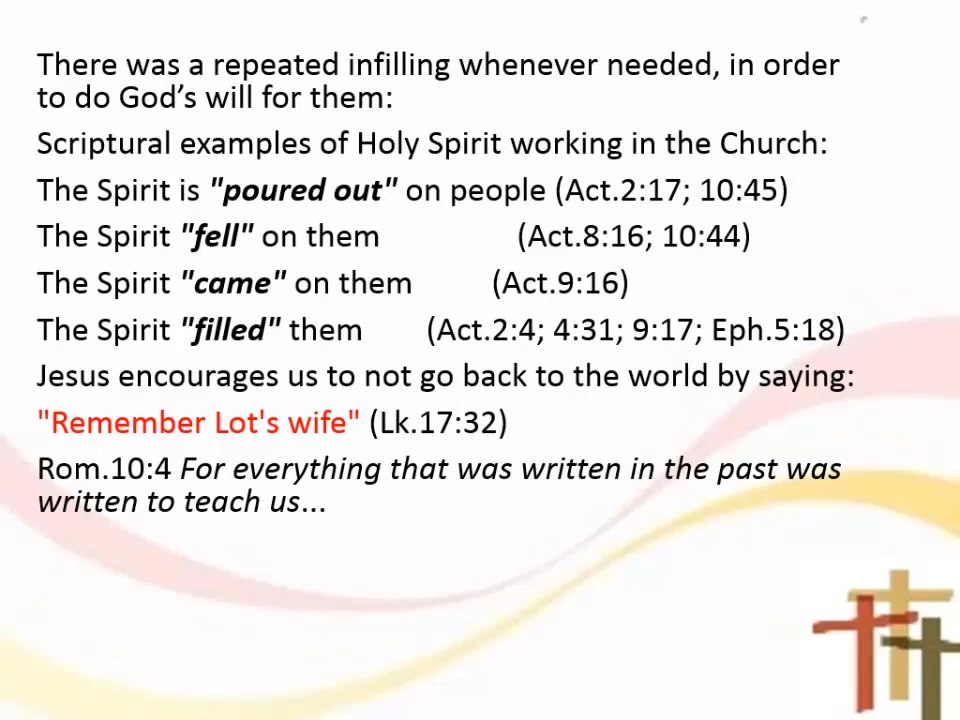 There was a repeated infilling whenever needed, in order
to do God’s will for them:
Scriptural examples of Holy Spirit working in the Church:
The Spirit is "poured out" on people (Act.2:17; 10:45)
The Spirit "fell" on them (Act.8:16; 10:44)
The Spirit "came" on them (Act.9:16)
The Spirit "filled" them (Act.2:4; 4:31; 9:17; Eph.5:18)
Jesus encourages us to not go back to the world by saying:
"Remember Lot's wife" (Lk.17:32)
Rom.10:4 For everything that was written in the past was
written to teach us...